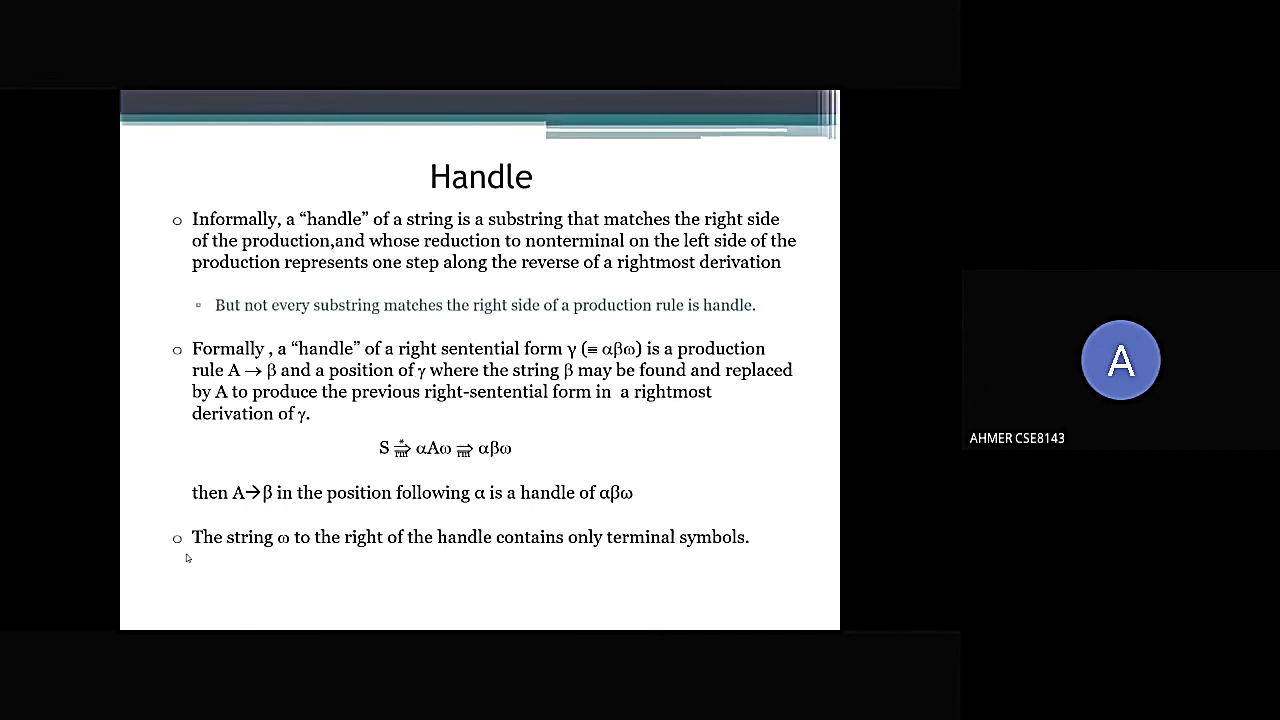 Handle
o Informally, a “handle” of a string is a substring that matches the right side
of the production,and whose reduction to nonterminal on the left side of the
production represents one step along the reverse of a rightmost derivation
▫ But not every substring matches the right side of a production rule is handle.
o Formally , a “handle” of a right sentential form γ (≡ αβω) is a production
rule A → β and a position of γ where the string β may be found and replaced
by A to produce the previous right-sentential form in a rightmost
derivation of γ.
S *⇒rm αAω ⇒rm αβω
then A→β in the position following α is a handle of αβω
o The string ω to the right of the handle contains only terminal symbols.
A
AHMER CSE8143